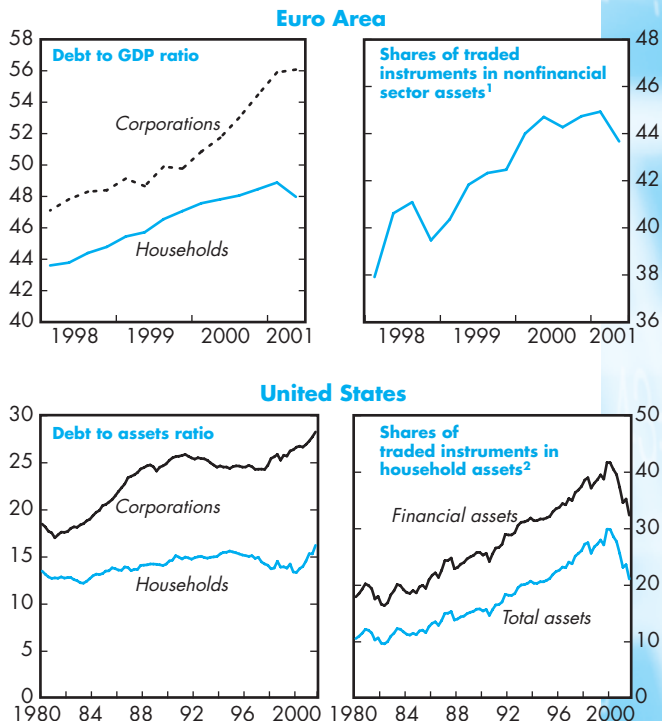 Euro Area
Debt to GDP ratio
58
56
54
52
50
48
46
44
42
40
Corporations
Households
1998 1999 2000 2001
Shares of traded
instruments in nonfinancial
sector assets¹
48
46
44
42
40
38
36
1998 1999 2000 2001
United States
Debt to assets ratio
30
25
20
15
10
5
0
Corporations
Households
1980 84 88 92 96 2000
Shares of
traded instruments in
household assets²
50
40
30
20
10
0
Financial assets
Total assets
1980 84 88 92 96 2000